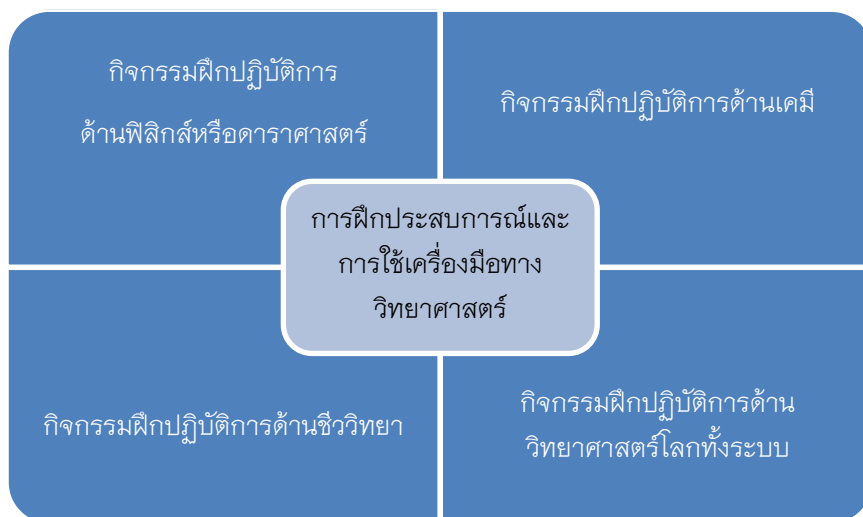 กิจกรรมฝึกปฏิบัติการ
ด้านฟิสิกส์หรือดาราศาสตร์
กิจกรรมฝึกปฏิบัติการด้านเคมี
การฝึกประสบการณ์และ
การใช้เครื่องมือทาง
วิทยาศาสตร์
กิจกรรมฝึกปฏิบัติการด้านชีววิทยา
กิจกรรมฝึกปฏิบัติการด้าน
วิทยาศาสตร์โลกทั้งระบบ